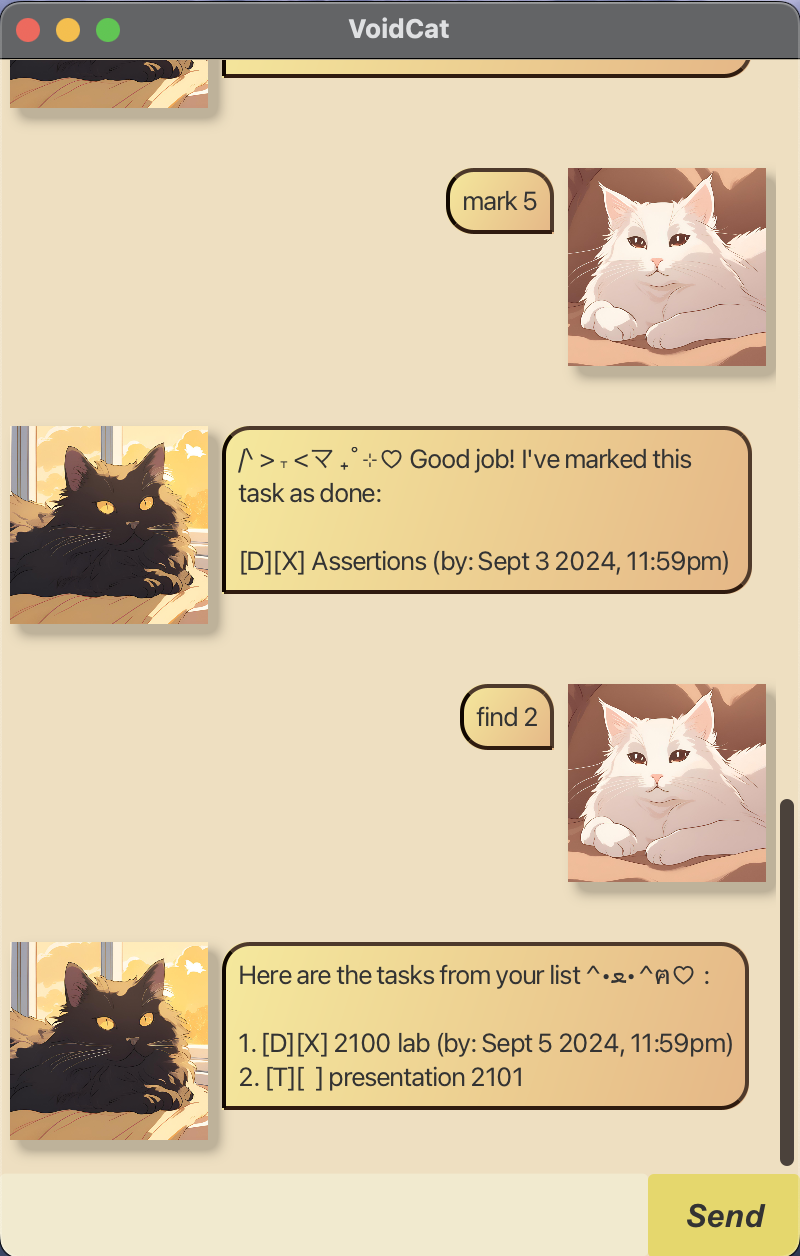 VoidCat
mark 5
/ᐠ > ˕ <マ ₊˚⊹♡ Good job! I've marked this
task as done:
[D][X] Assertions (by: Sept 3 2024, 11:59pm)
find 2
Here are the tasks from your list ^•ﻌ•^ฅ♡ :
1. [D][X] 2100 lab (by: Sept 5 2024, 11:59pm)
2. [T][ ] presentation 2101
Send